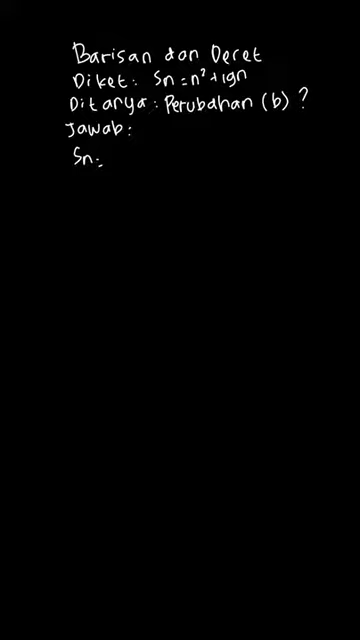 Barisan dan Deret
Diket: Sn = n² + 19n
Ditanya: Perubahan (b) ?
Jawab:
Sn =